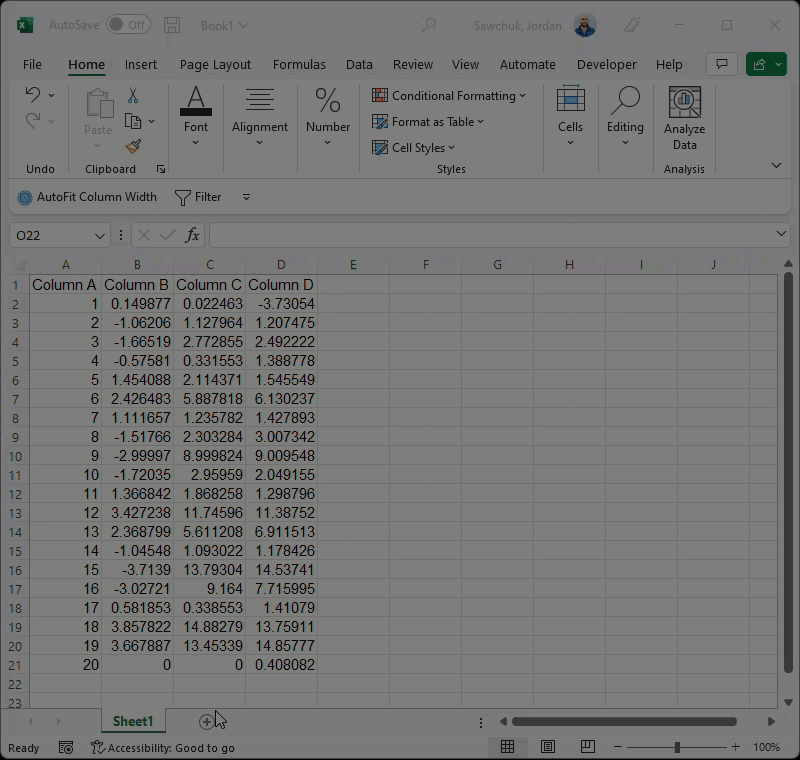 AutoSave Off Book1 Sawchuk, Jordan
File Home Insert Page Layout Formulas Data Review View Automate Developer Help
Paste
Font
Alignment
Number
Conditional Formatting
Format as Table
Cell Styles
Cells
Editing
Analyze
Data
Undo Clipboard Styles Analysis
AutoFit Column Width Filter
O22 fx
A B C D E F G H I J
1 Column A Column B Column C Column D
2 1 0.149877 0.022463 -3.73054
3 2 -1.06206 1.127964 1.207475
4 3 -1.66519 2.772855 2.492222
5 4 -0.57581 0.331553 1.388778
6 5 1.454088 2.114371 1.545549
7 6 2.426483 5.887818 6.130237
8 7 1.111657 1.235782 1.427893
9 8 -1.51766 2.303284 3.007342
10 9 -2.99997 8.999824 9.009548
11 10 -1.72035 2.95959 2.049155
12 11 1.366842 1.868258 1.298796
13 12 3.427238 11.74596 11.38752
14 13 2.368799 5.611208 6.911513
15 14 -1.04548 1.093022 1.178426
16 15 -3.7139 13.79304 14.53741
17 16 -3.02721 9.164 7.715995
18 17 0.581853 0.338553 1.41079
19 18 3.857822 14.88279 13.75911
20 19 3.667887 13.45339 14.85777
21 20 0 0 0.408082
22
23
Sheet1
Ready Accessibility: Good to go 100%